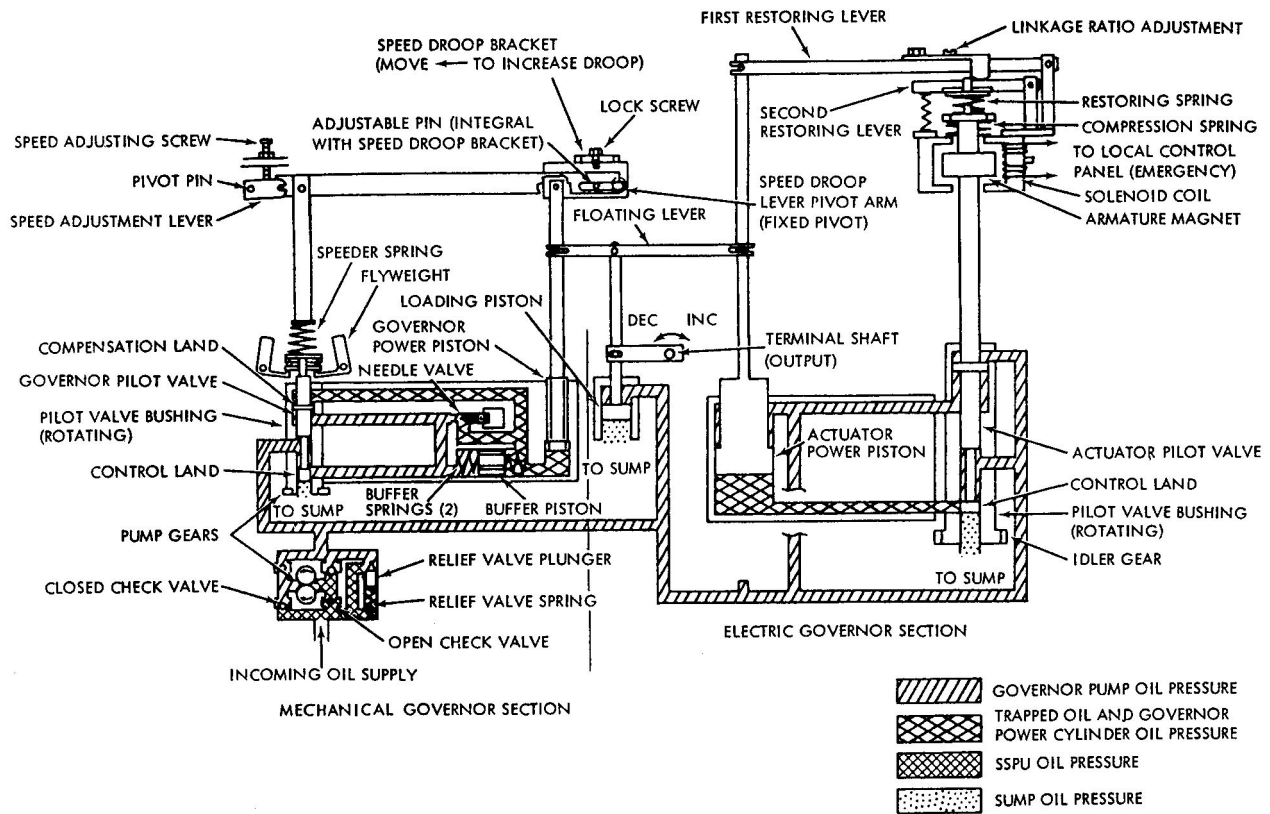 FIRST RESTORING LEVER
LINKAGE RATIO ADJUSTMENT
SPEED DROOP BRACKET
(MOVE ← TO INCREASE DROOP)
LOCK SCREW
SECOND
RESTORING LEVER
RESTORING SPRING
COMPRESSION SPRING
TO LOCAL CONTROL
PANEL (EMERGENCY)
SOLENOID COIL
ARMATURE MAGNET
SPEED ADJUSTING SCREW
ADJUSTABLE PIN (INTEGRAL
WITH SPEED DROOP BRACKET)
PIVOT PIN
SPEED ADJUSTMENT LEVER
SPEED DROOP
LEVER PIVOT ARM
(FIXED PIVOT)
FLOATING LEVER
SPEEDER SPRING
FLYWEIGHT
LOADING PISTON
DEC INC
GOVERNOR
POWER PISTON
NEEDLE VALVE
TERMINAL SHAFT
(OUTPUT)
COMPENSATION LAND
GOVERNOR PILOT VALVE
PILOT VALVE BUSHING
(ROTATING)
CONTROL LAND
TO SUMP
BUFFER
SPRINGS (2)
BUFFER PISTON
TO SUMP
ACTUATOR
POWER PISTON
ACTUATOR PILOT VALVE
CONTROL LAND
PILOT VALVE BUSHING
(ROTATING)
IDLER GEAR
TO SUMP
PUMP GEARS
CLOSED CHECK VALVE
RELIEF VALVE PLUNGER
RELIEF VALVE SPRING
OPEN CHECK VALVE
INCOMING OIL SUPPLY
MECHANICAL GOVERNOR SECTION
ELECTRIC GOVERNOR SECTION
GOVERNOR PUMP OIL PRESSURE
TRAPPED OIL AND GOVERNOR
POWER CYLINDER OIL PRESSURE
SSPU OIL PRESSURE
SUMP OIL PRESSURE